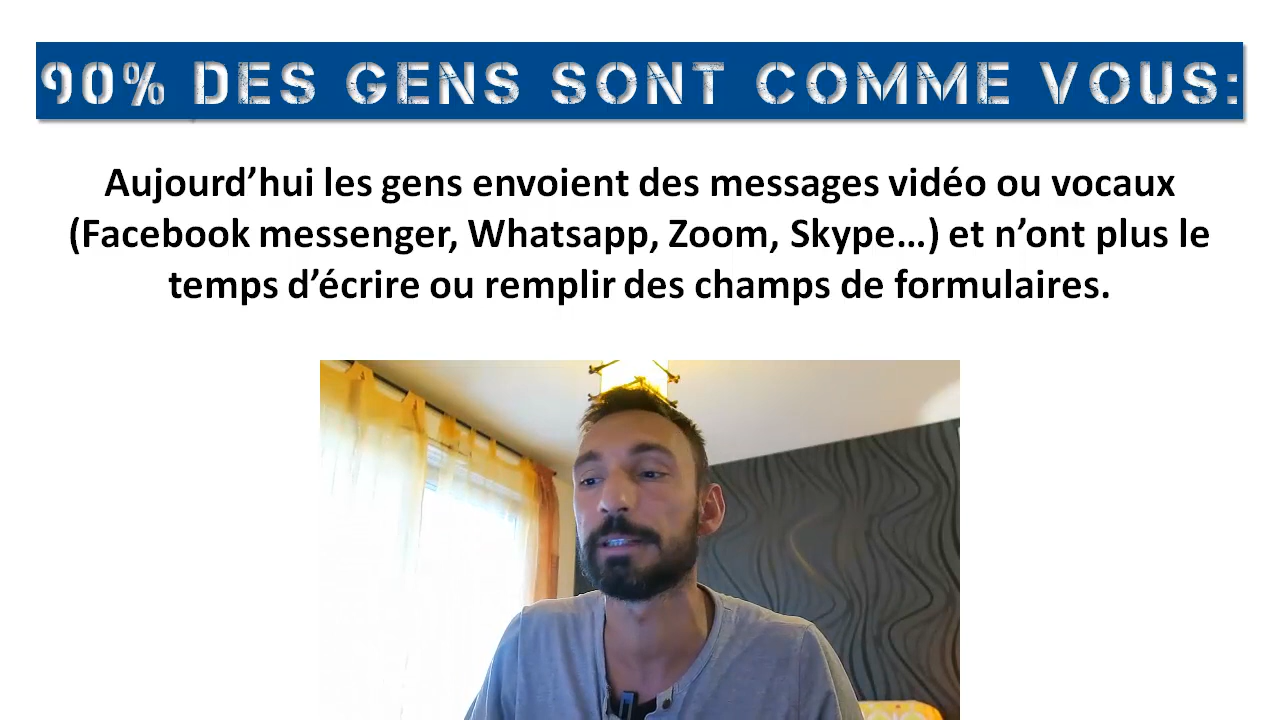 90% DES GENS SONT COMME VOUS:
Aujourd’hui les gens envoient des messages vidéo ou vocaux
(Facebook messenger, Whatsapp, Zoom, Skype…) et n’ont plus le
temps d’écrire ou remplir des champs de formulaires.